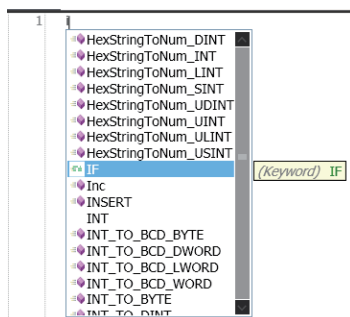 1 i
HexStringToNum_DINT
HexStringToNum_INT
HexStringToNum_LINT
HexStringToNum_SINT
HexStringToNum_UDINT
HexStringToNum_UINT
HexStringToNum_ULINT
HexStringToNum_USINT
IF (Keyword) IF
Inc
INSERT
INT
INT_TO_BCD_BYTE
INT_TO_BCD_DWORD
INT_TO_BCD_LWORD
INT_TO_BCD_WORD
INT_TO_BYTE
INT_TO_DINT